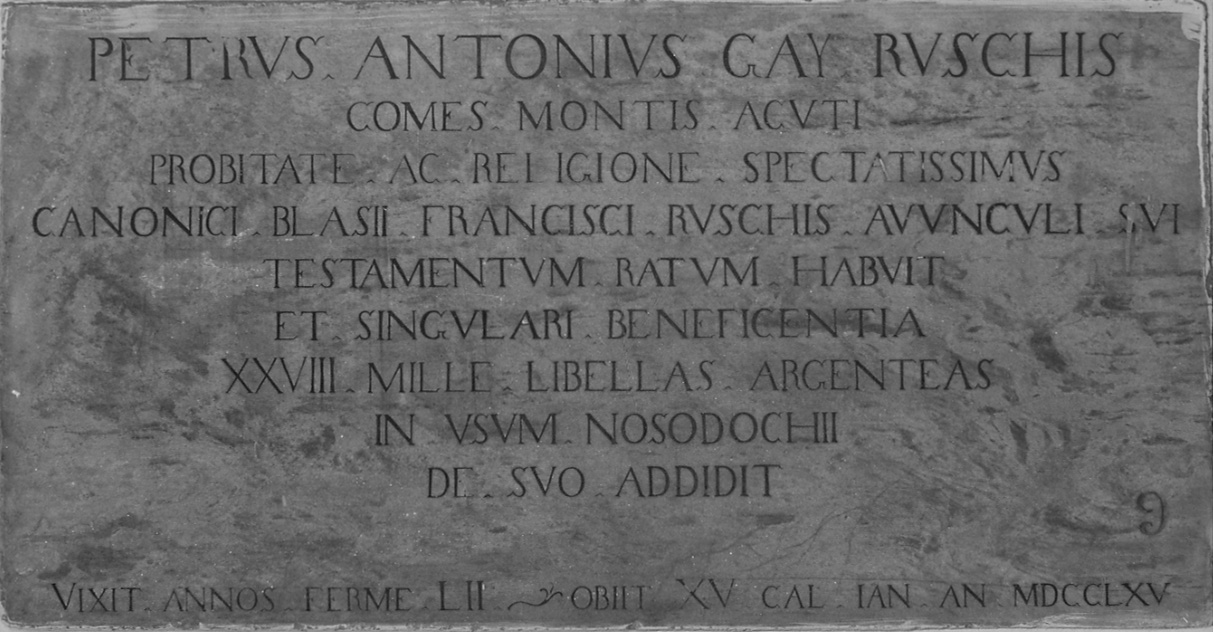 PETRVS. ANTONIVS GAY. RVSCHIS
COMES. MONTIS. ACVTI
PROBITATE. AC. RELIGIONE. SPECTATISSIMVS
CANONICI. BLASII. FRANCISCI. RVSCHIS. AVVNCVLI. SVI
TESTAMENTVM. RATVM. HABVIT
ET. SINGVLARI. BENEFICENTIA
XXVIII. MILLE. LIBELLAS. ARGENTEAS
IN VSVM. NOSODOCHIII
DE. SVO. ADDIDIT
9
VIXIT. ANNOS. FERME. LII. OBIIT XV CAL. IAN. AN. MDCCLXV